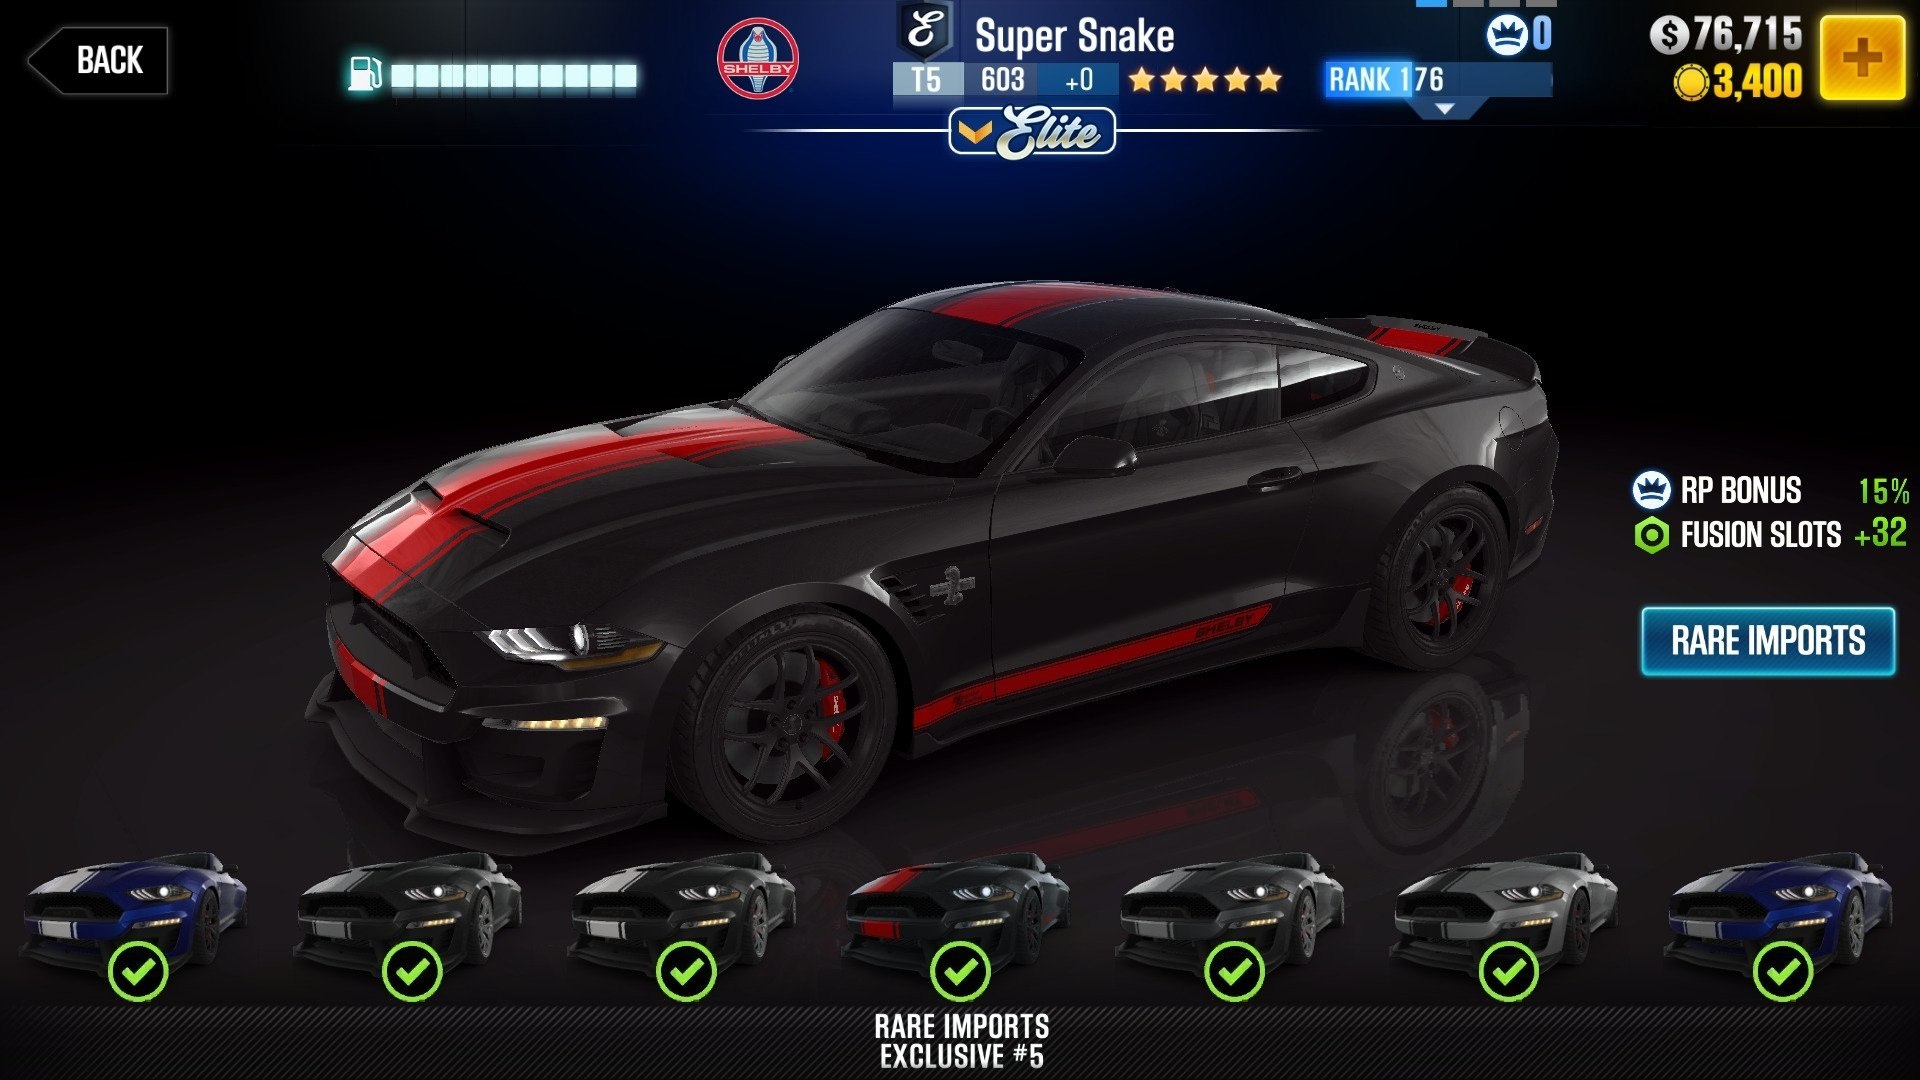 BACK
SHELBY
Super Snake
T5 603 +0
Elite
RANK 176
0
$76,715
3,400
RP BONUS 15%
FUSION SLOTS +32
RARE IMPORTS
SHELBY
RARE IMPORTS
EXCLUSIVE #5